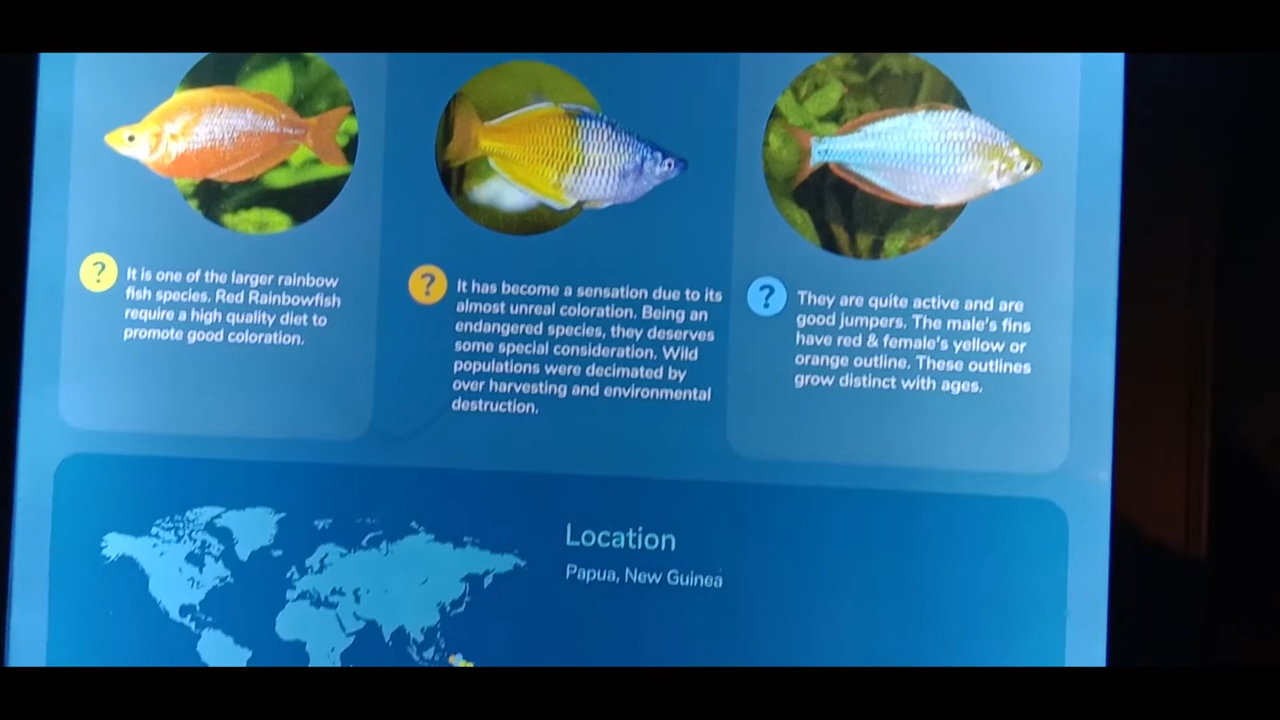 ?
It is one of the larger rainbow
fish species. Red Rainbowfish
require a high quality diet to
promote good coloration.
?
It has become a sensation due to its
almost unreal coloration. Being an
endangered species, they deserves
some special consideration. Wild
populations were decimated by
over harvesting and environmental
destruction.
?
They are quite active and are
good jumpers. The male's fins
have red & female's yellow or
orange outline. These outlines
grow distinct with ages.
Location
Papua, New Guinea